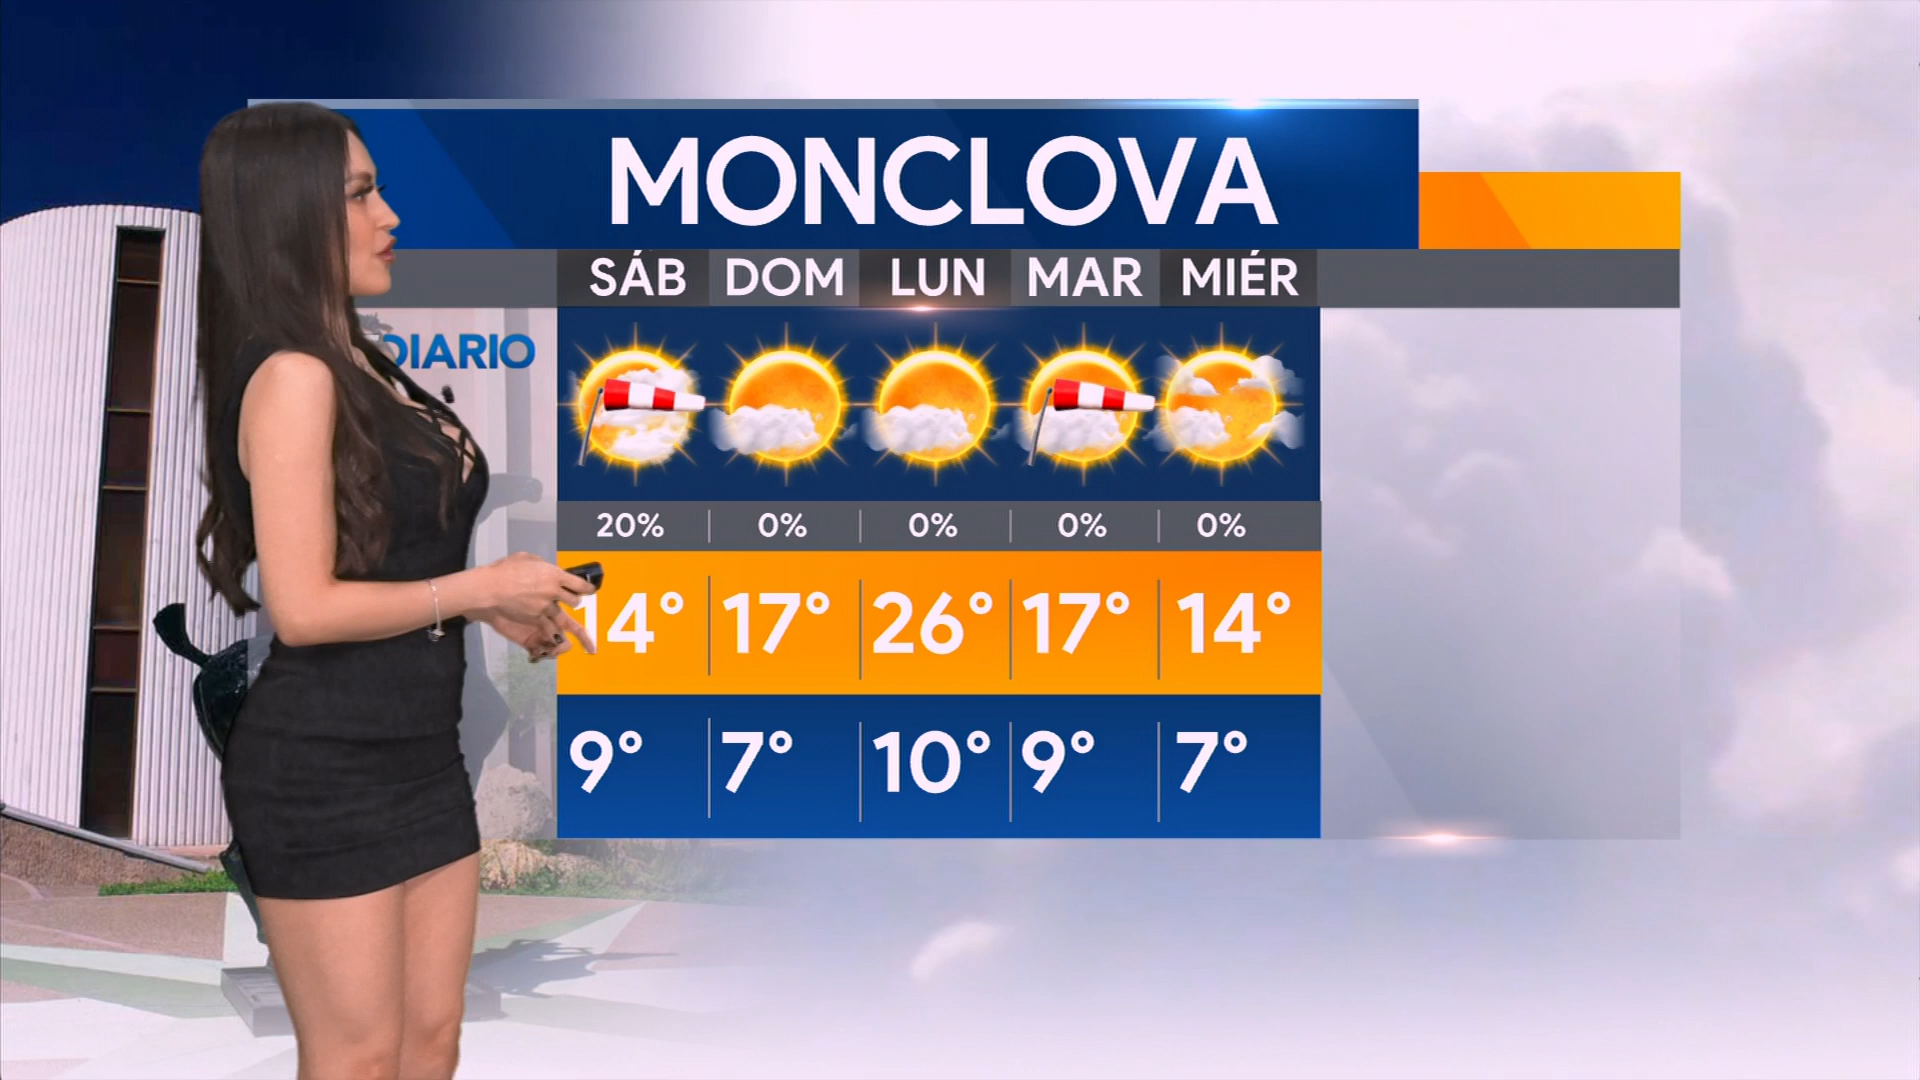 MONCLOVA
SÁB DOM LUN MAR MIÉR
DIARIO
20% 0% 0% 0% 0%
14° 17° 26° 17° 14°
9° 7° 10° 9° 7°